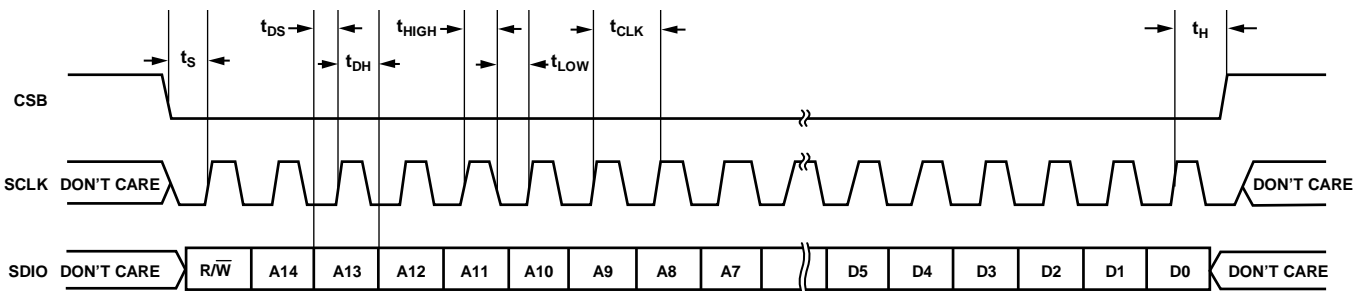 tDS tHIGH tCLK tH
tS tDH tLOW
CSB
SCLK DON'T CARE DON'T CARE
SDIO DON'T CARE R/W̅ A14 A13 A12 A11 A10 A9 A8 A7 D5 D4 D3 D2 D1 D0 DON'T CARE